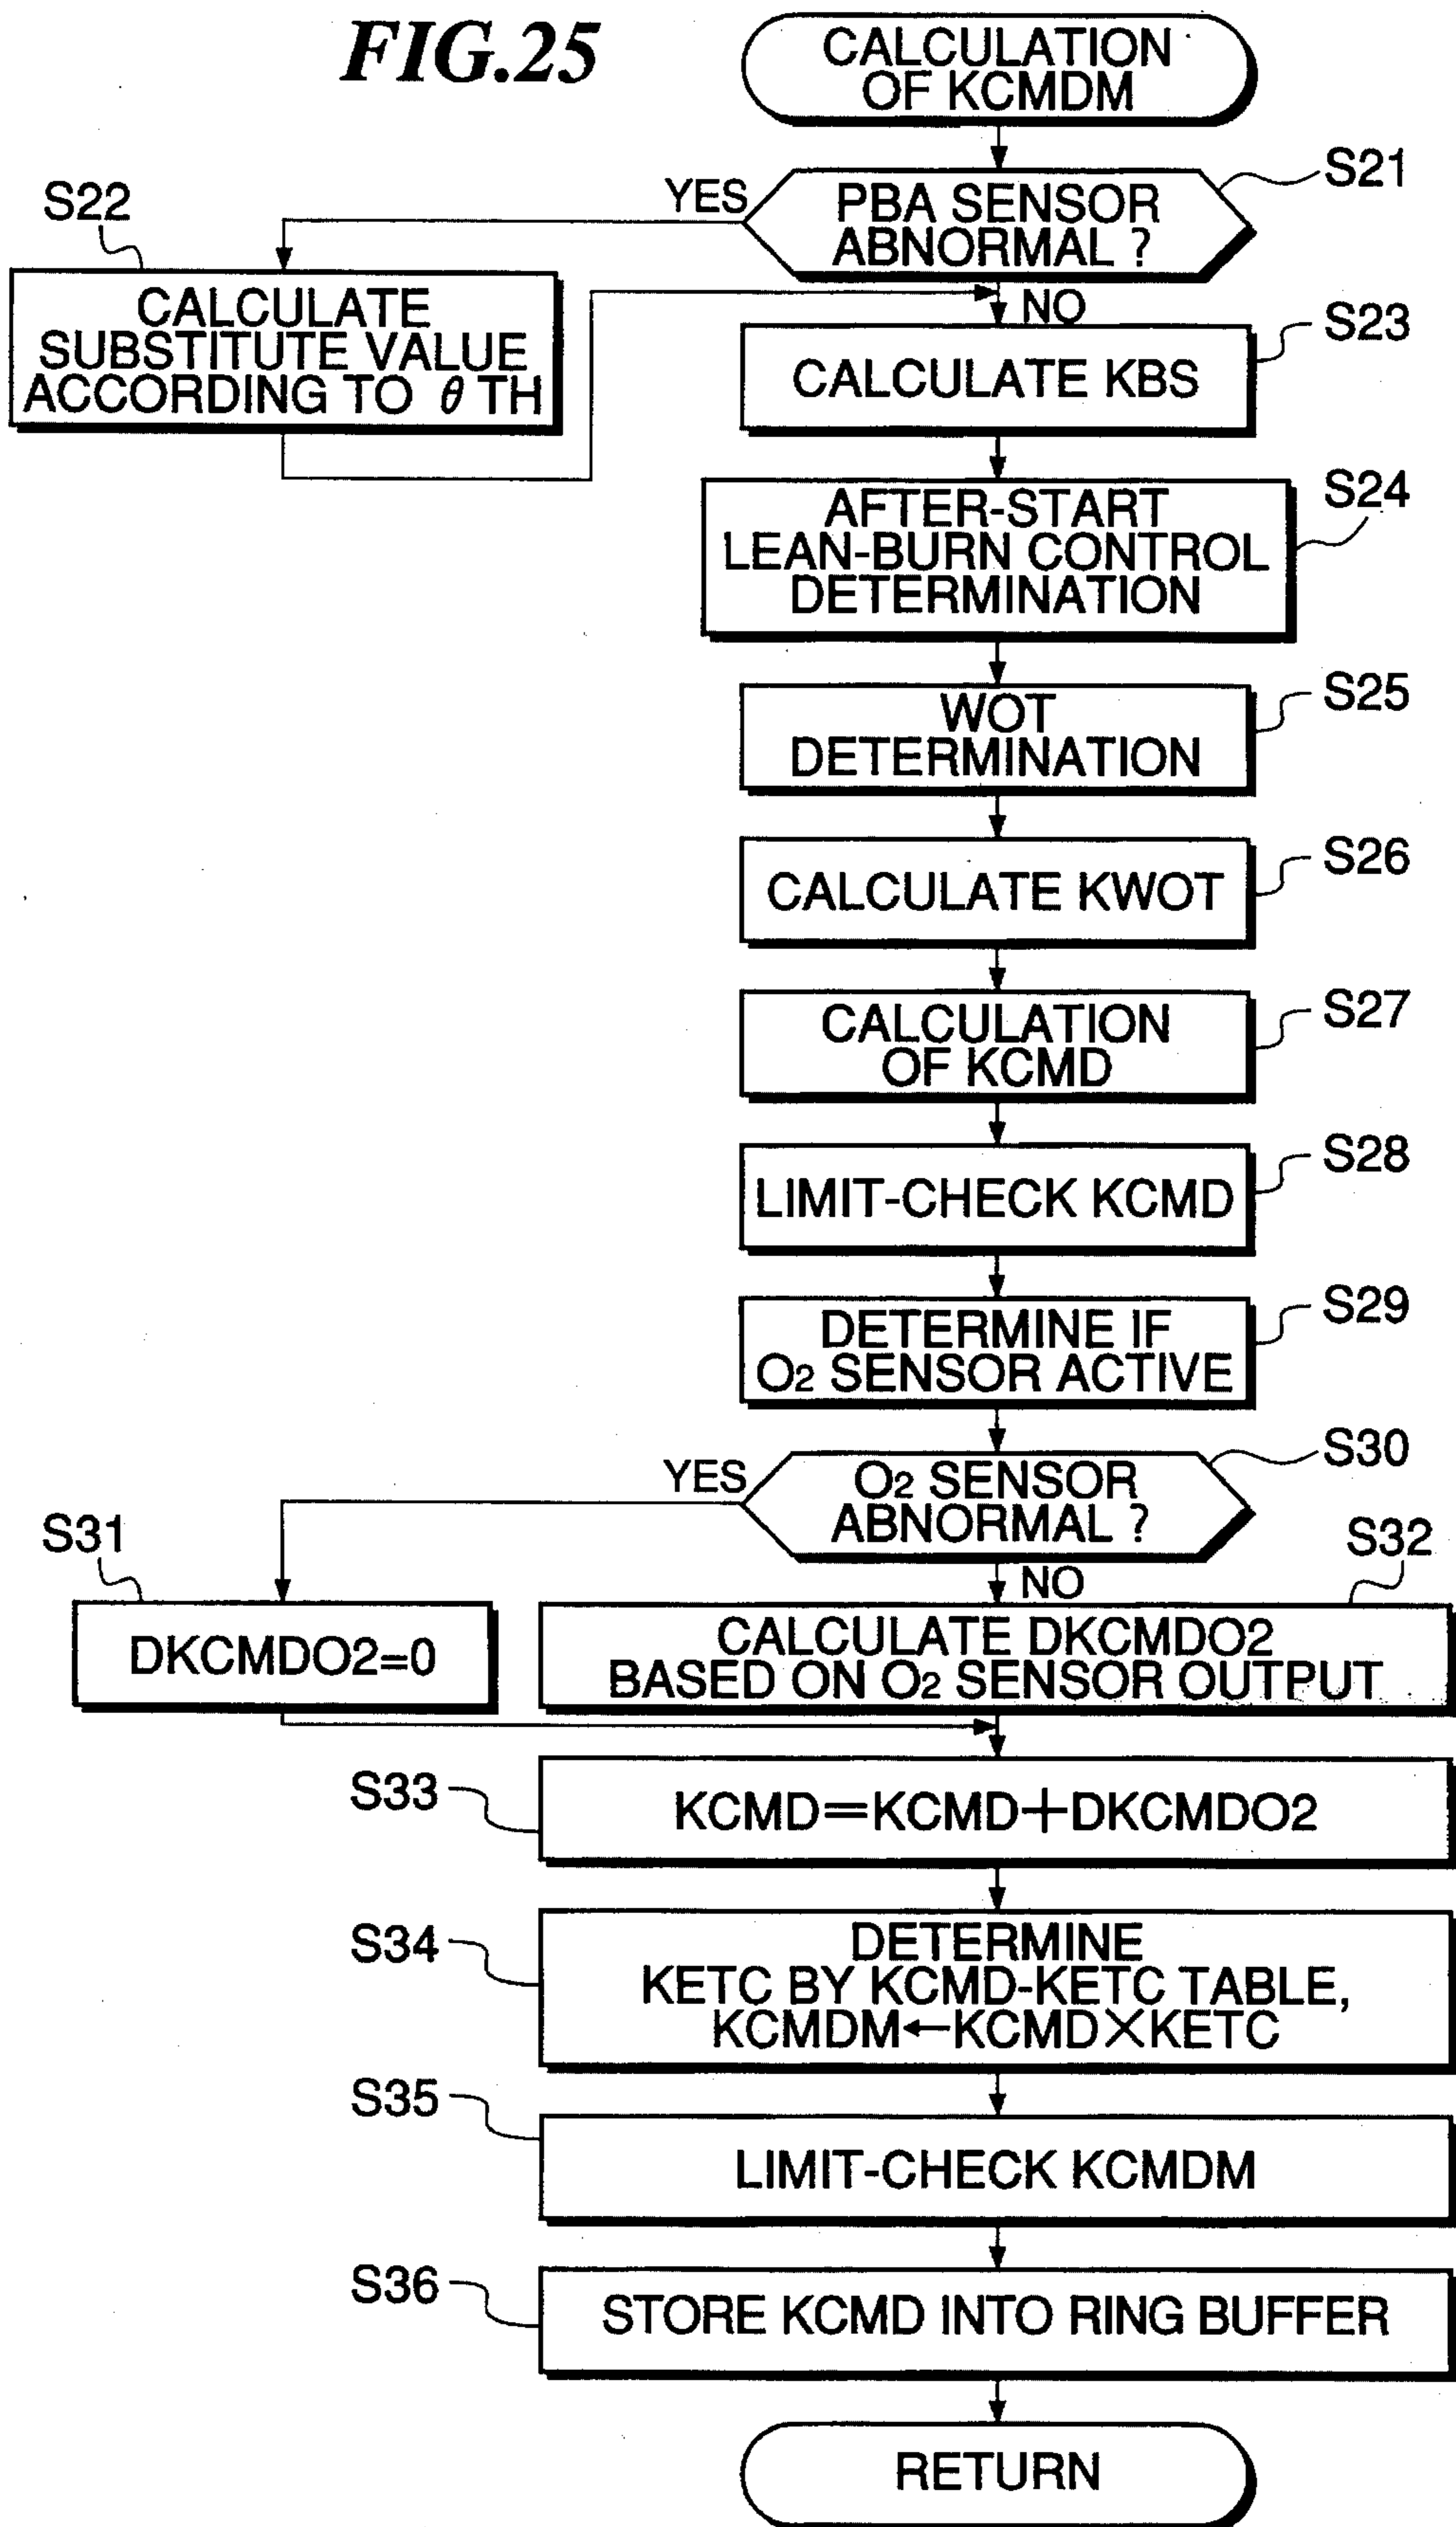 FIG.25
CALCULATION
OF KCMDM
S21
PBA SENSOR
ABNORMAL ?
YES
S22
CALCULATE
SUBSTITUTE VALUE
ACCORDING TO θ TH
NO
S23
CALCULATE KBS
S24
AFTER-START
LEAN-BURN CONTROL
DETERMINATION
S25
WOT
DETERMINATION
S26
CALCULATE KWOT
S27
CALCULATION
OF KCMD
S28
LIMIT-CHECK KCMD
S29
DETERMINE IF
O2 SENSOR ACTIVE
S30
O2 SENSOR
ABNORMAL ?
YES
S31
DKCMDO2=0
NO
S32
CALCULATE DKCMDO2
BASED ON O2 SENSOR OUTPUT
S33
KCMD=KCMD+DKCMDO2
S34
DETERMINE
KETC BY KCMD-KETC TABLE,
KCMDM←KCMD×KETC
S35
LIMIT-CHECK KCMDM
S36
STORE KCMD INTO RING BUFFER
RETURN